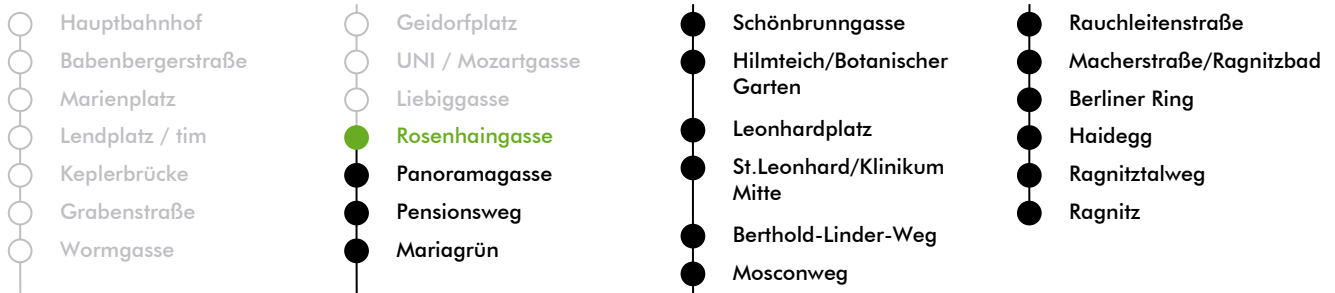 Hauptbahnhof
Babenbergerstraße
Marienplatz
Lendplatz / tim
Keplerbrücke
Grabenstraße
Wormgasse
Geidorfplatz
UNI / Mozartgasse
Liebiggasse
Rosenhaingasse
Panoramagasse
Pensionsweg
Mariagrün
Schönbrunngasse
Hilmteich/Botanischer
Garten
Leonhardplatz
St.Leonhard/Klinikum
Mitte
Berthold-Linder-Weg
Mosconweg
Rauchleitenstraße
Macherstraße/Ragnitzbad
Berliner Ring
Haidegg
Ragnitztalweg
Ragnitz